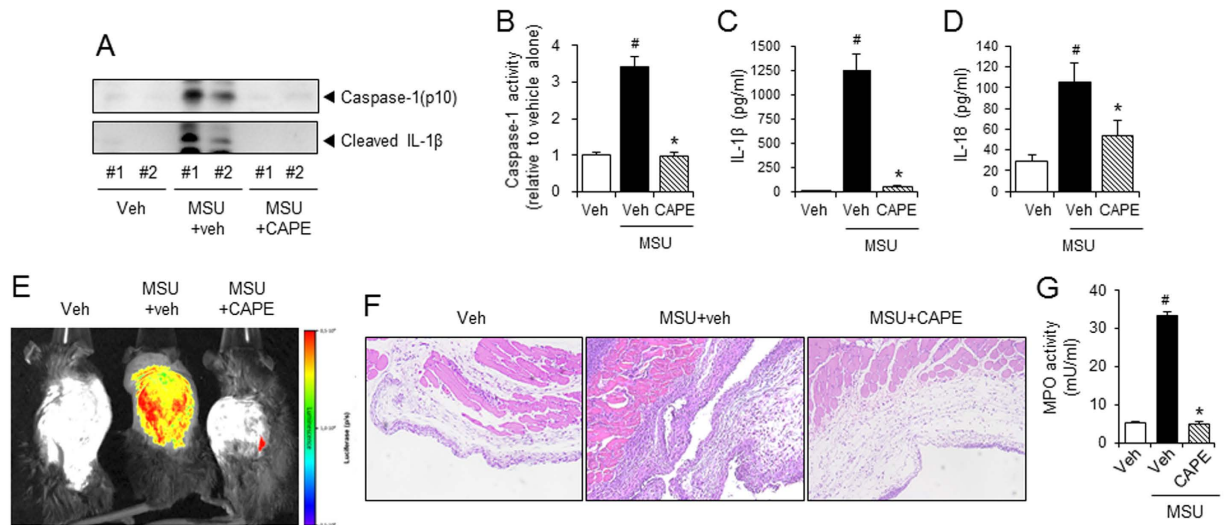 A
Caspase-1(p10)
Cleaved IL-1β
#1 #2 #1 #2 #1 #2
Veh MSU MSU
+veh +CAPE
B
Caspase-1 activity
(relative to vehicle alone)
5
4
3
2
1
0
#
*
Veh Veh CAPE
MSU
C
IL-1β (pg/ml)
1500
1250
1000
750
500
250
0
#
*
Veh Veh CAPE
MSU
D
IL-18 (pg/ml)
140
120
100
80
60
40
20
0
#
*
Veh Veh CAPE
MSU
E
Veh MSU MSU
+veh +CAPE
Luciferase (p/s)
F
Veh MSU+veh MSU+CAPE
G
MPO activity
(mU/ml)
40
30
20
10
0
#
*
Veh Veh CAPE
MSU